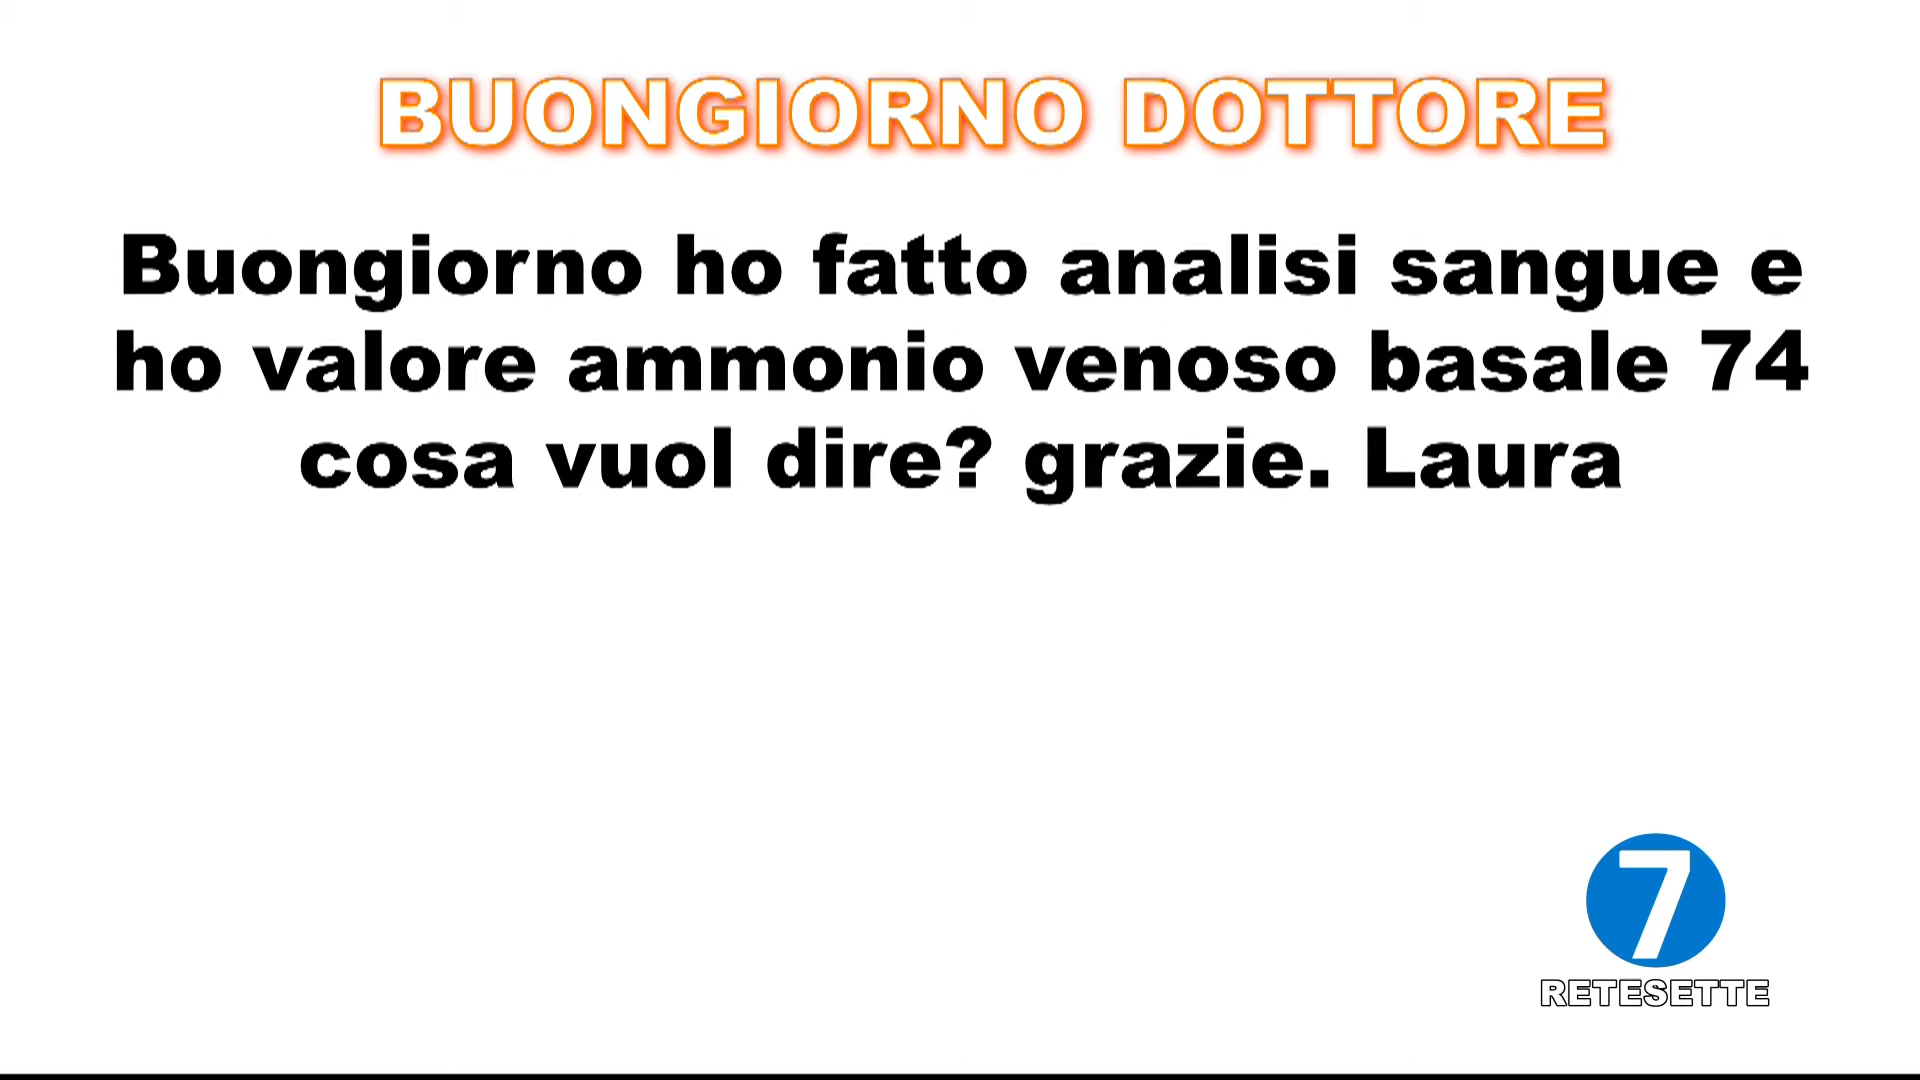 BUONGIORNO DOTTORE
Buongiorno ho fatto analisi sangue e
ho valore ammonio venoso basale 74
cosa vuol dire? grazie. Laura
7
RETESETTE